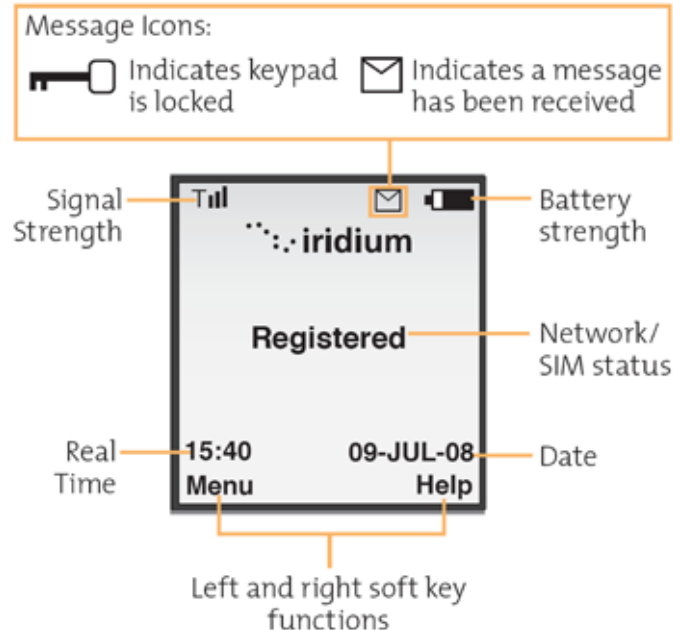 Message Icons:
Indicates keypad
is locked
Indicates a message
has been received
Signal
Strength
Battery
strength
iridium
Registered
Network/
SIM status
Real
Time
15:40
09-JUL-08
Date
Menu
Help
Left and right soft key
functions